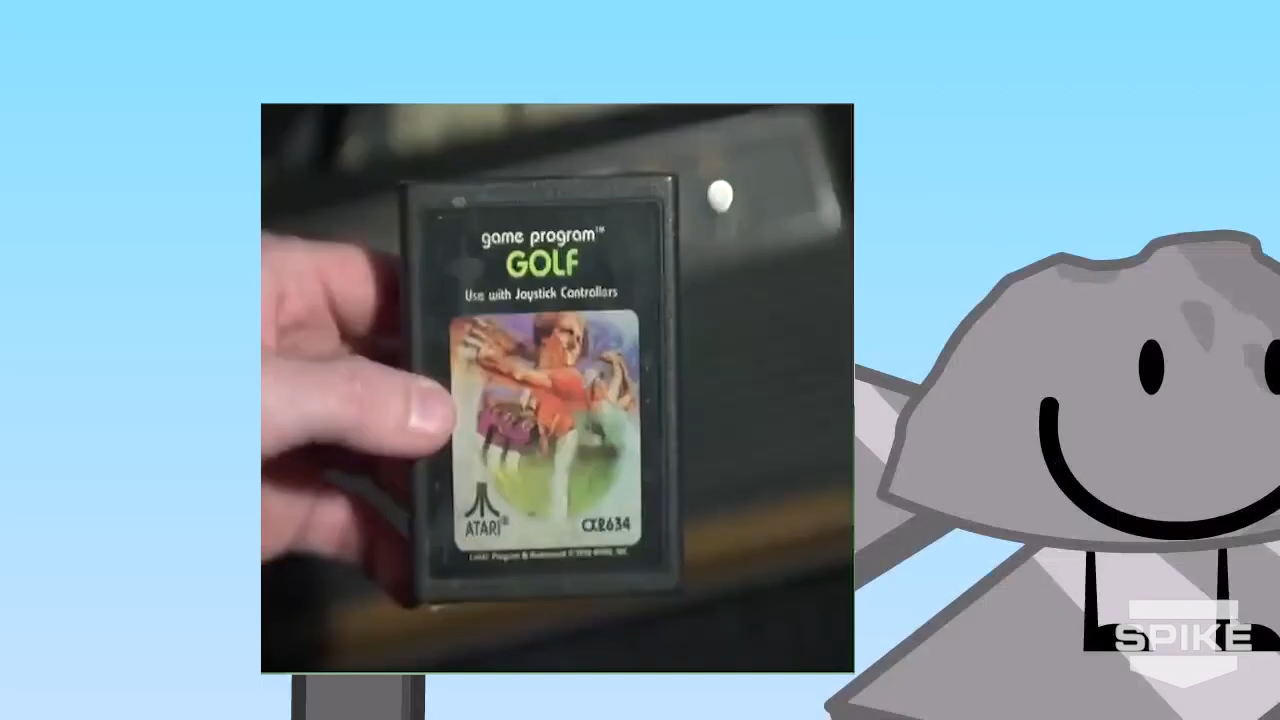 game program™
GOLF
Use with Joystick Controllers
ATARI®
CX2634
SPIKE